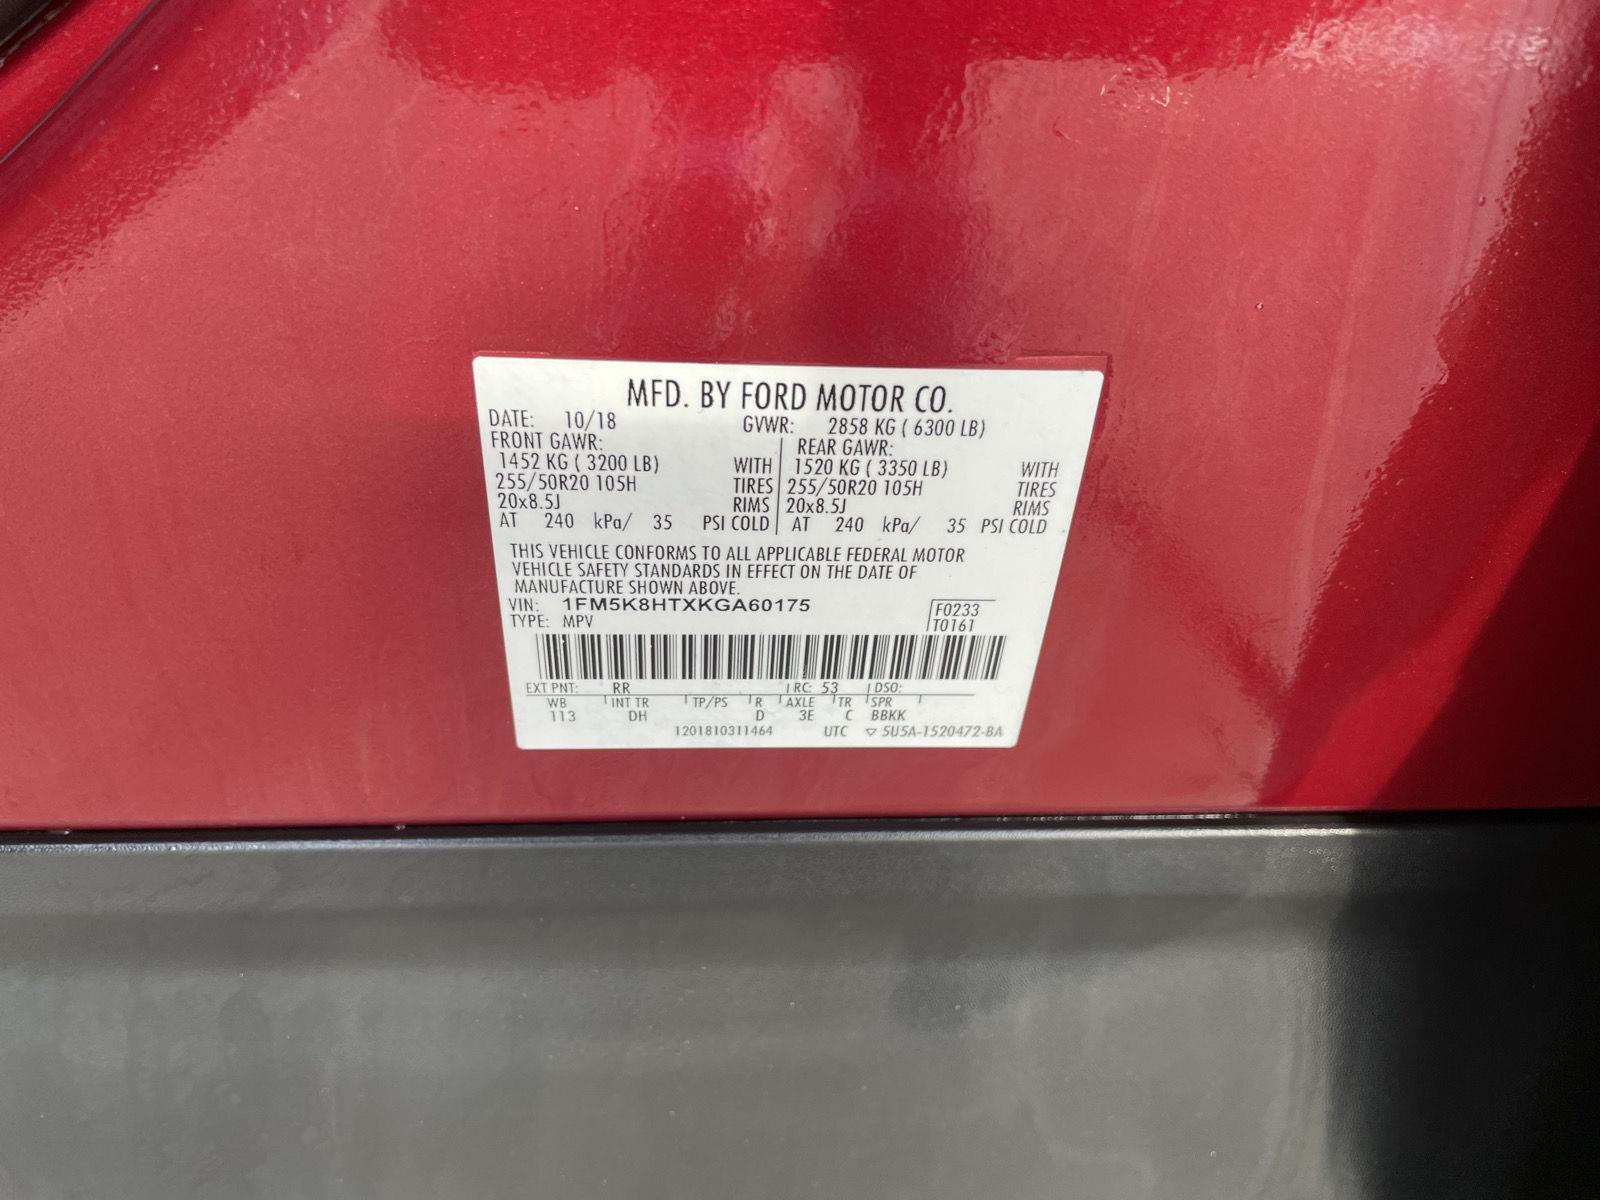 MFD. BY FORD MOTOR CO.
DATE: 10/18 GVWR: 2858 KG ( 6300 LB)
FRONT GAWR: REAR GAWR:
1452 KG ( 3200 LB) WITH 1520 KG ( 3350 LB) WITH
255/50R20 105H TIRES 255/50R20 105H TIRES
20x8.5J RIMS 20x8.5J RIMS
AT 240 kPa/ 35 PSI COLD AT 240 kPa/ 35 PSI COLD
THIS VEHICLE CONFORMS TO ALL APPLICABLE FEDERAL MOTOR
VEHICLE SAFETY STANDARDS IN EFFECT ON THE DATE OF
MANUFACTURE SHOWN ABOVE.
VIN: 1FM5K8HTXKGA60175 F0233
TYPE: MPV T0161
EXT PNT: RR RC: 53 DSO:
WB INT TR TP/PS R AXLE TR SPR
113 DH D 3E C BBKK
1201810311464 UTC ▽ 5U5A-1520472-BA